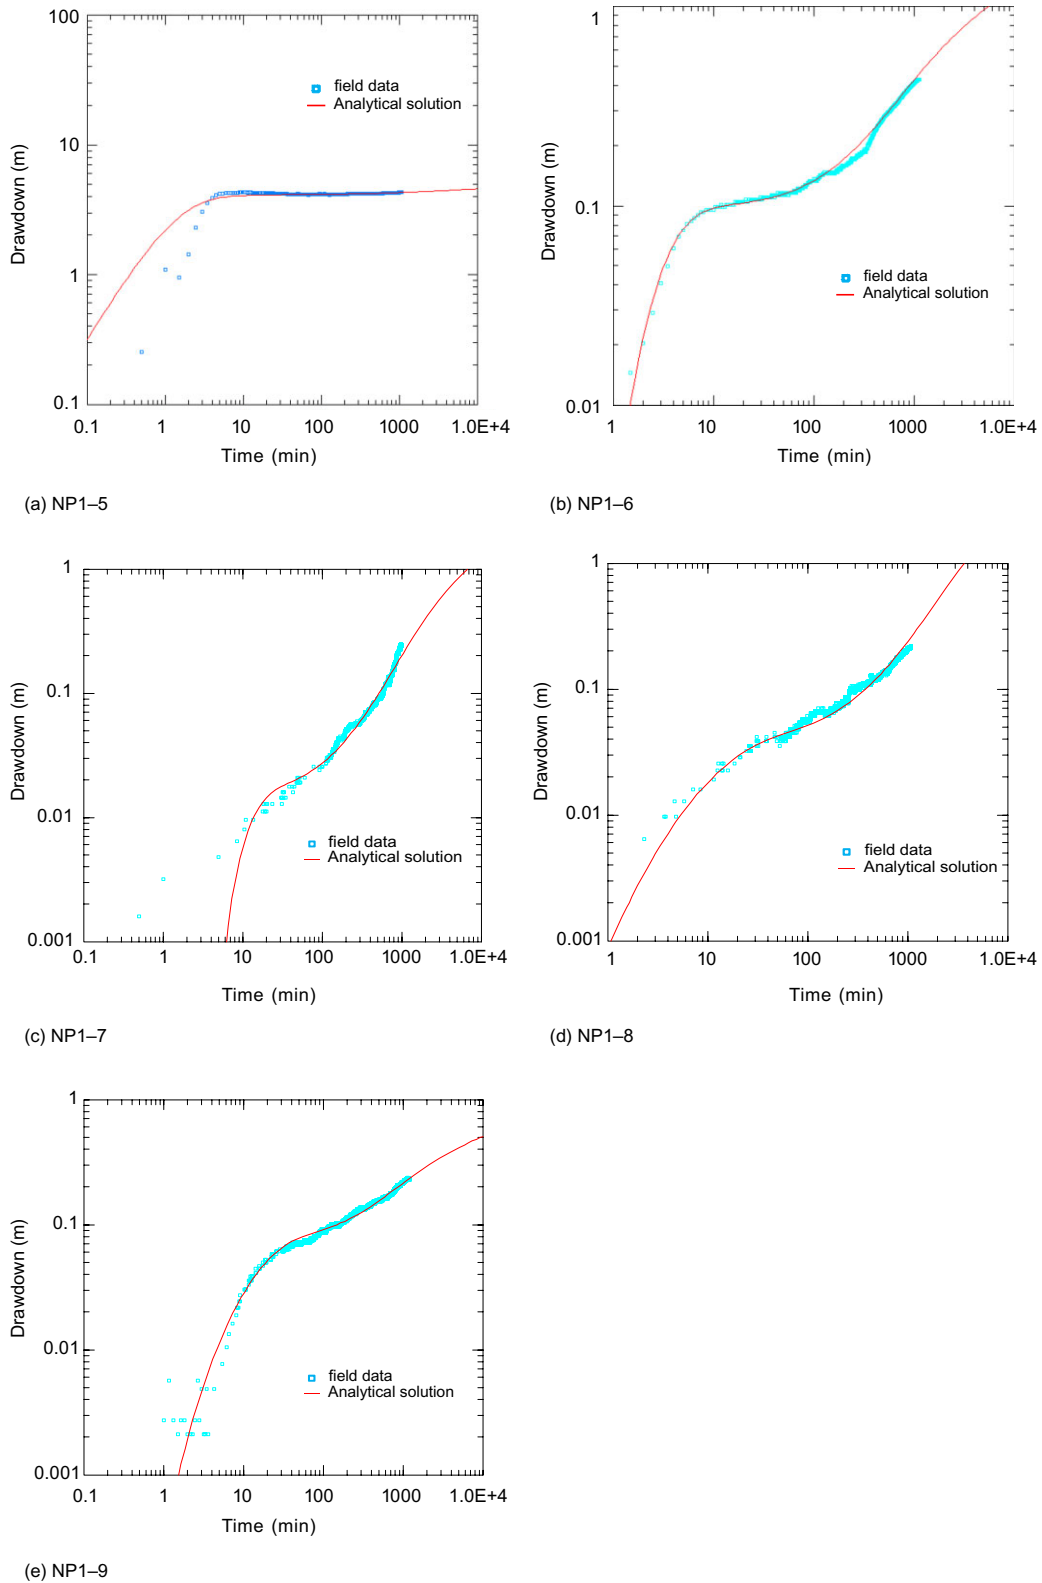 100
10
1
0.1
Drawdown (m)
field data
Analytical solution
0.1 1 10 100 1000 1.0E+4
Time (min)
(a) NP1–5
1
0.1
0.01
Drawdown (m)
field data
Analytical solution
1 10 100 1000 1.0E+4
Time (min)
(b) NP1–6
1
0.1
0.01
0.001
Drawdown (m)
field data
Analytical solution
0.1 1 10 100 1000 1.0E+4
Time (min)
(c) NP1–7
1
0.1
0.01
0.001
Drawdown (m)
field data
Analytical solution
1 10 100 1000 1.0E+4
Time (min)
(d) NP1–8
1
0.1
0.01
0.001
Drawdown (m)
field data
Analytical solution
0.1 1 10 100 1000 1.0E+4
Time (min)
(e) NP1–9